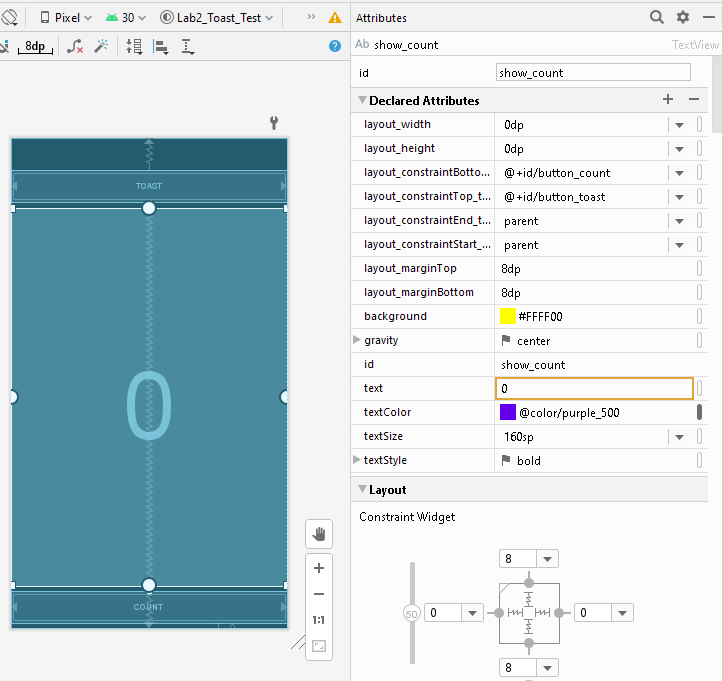 Pixel 30 Lab2_Toast_Test >>
8dp
TOAST
0
COUNT
1:1
Attributes
Ab show_count TextView
id show_count
Declared Attributes
layout_width 0dp
layout_height 0dp
layout_constraintBotto... @+id/button_count
layout_constraintTop_t... @+id/button_toast
layout_constraintEnd_t... parent
layout_constraintStart_... parent
layout_marginTop 8dp
layout_marginBottom 8dp
background #FFFF00
gravity center
id show_count
text 0
textColor @color/purple_500
textSize 160sp
textStyle bold
Layout
Constraint Widget
8
50 0 0
8